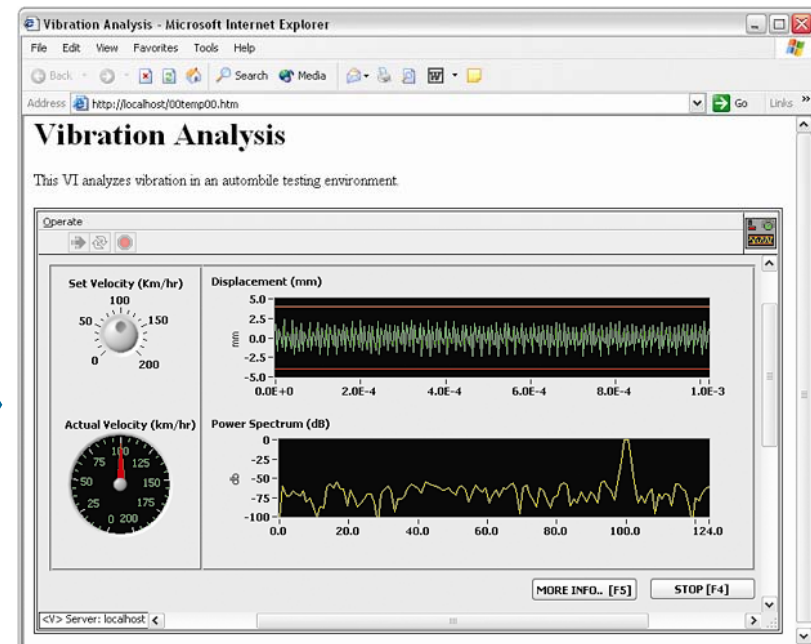 Vibration Analysis - Microsoft Internet Explorer
File Edit View Favorites Tools Help
Back Search Media
Address http://localhost/00temp00.htm Go Links »
Vibration Analysis
This VI analyzes vibration in an autombile testing environment.
Operate
Set Velocity (Km/hr)
100
50 150
0 200
Displacement (mm)
5.0
2.5
0.0
-2.5
-5.0
mm
0.0E+0 2.0E-4 4.0E-4 6.0E-4 8.0E-4 1.0E-3
Actual Velocity (km/hr)
100
75 125
50 150
25 175
0 200
Power Spectrum (dB)
0
-25
-50
-75
-100
db
0.0 20.0 40.0 60.0 80.0 100.0 124.0
MORE INFO.. [F5] STOP [F4]
<V> Server: localhost